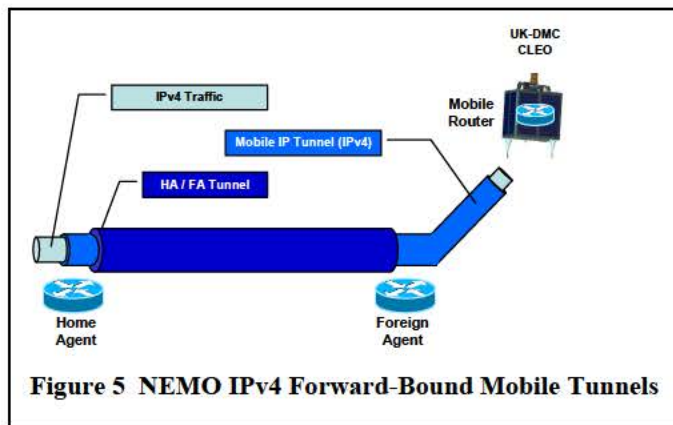 UK-DMC
CLEO
IPv4 Traffic
Mobile
Router
Mobile IP Tunnel (IPv4)
HA / FA Tunnel
Home
Agent
Foreign
Agent
Figure 5 NEMO IPv4 Forward-Bound Mobile Tunnels